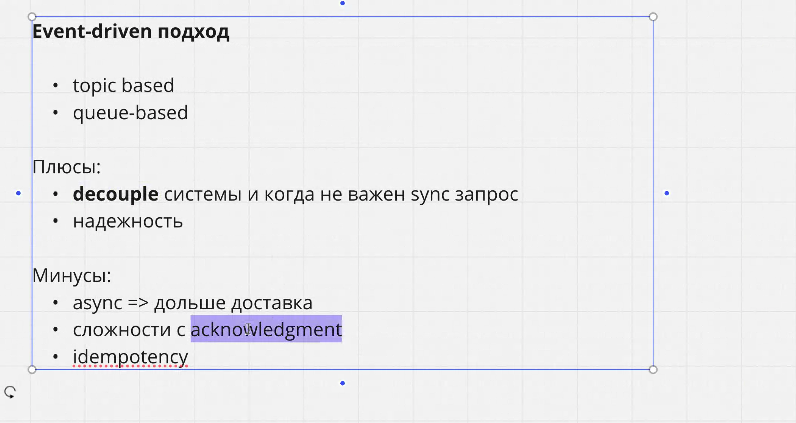 Event-driven подход
• topic based
• queue-based
Плюсы:
• decouple системы и когда не важен sync запрос
• надежность
Минусы:
• async => дольше доставка
• сложности с acknowledgment
• idempotency